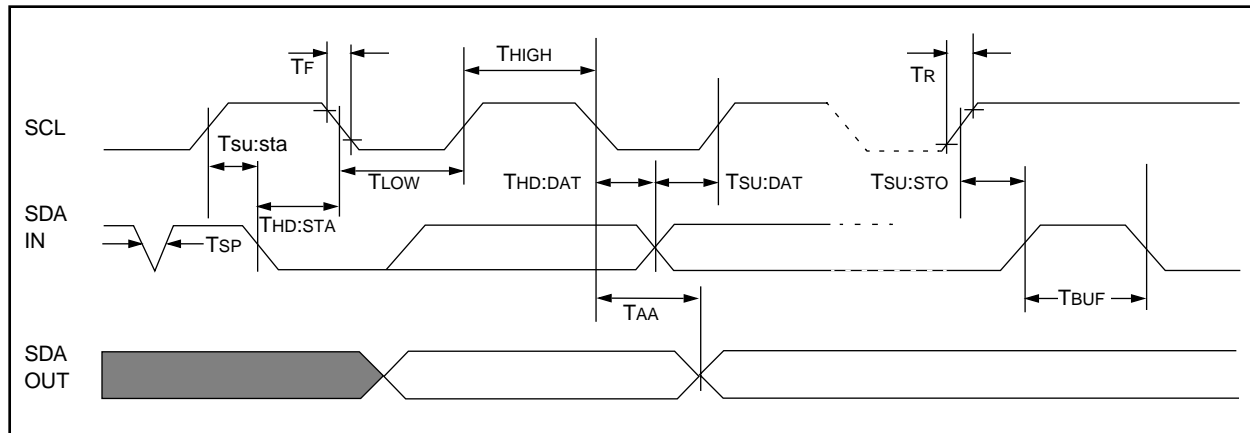 TF
THIGH
TR
SCL
Tsu:sta
TLOW
THD:DAT
TSU:DAT
TSU:STO
THD:STA
SDA
IN
TSP
TAA
TBUF
SDA
OUT